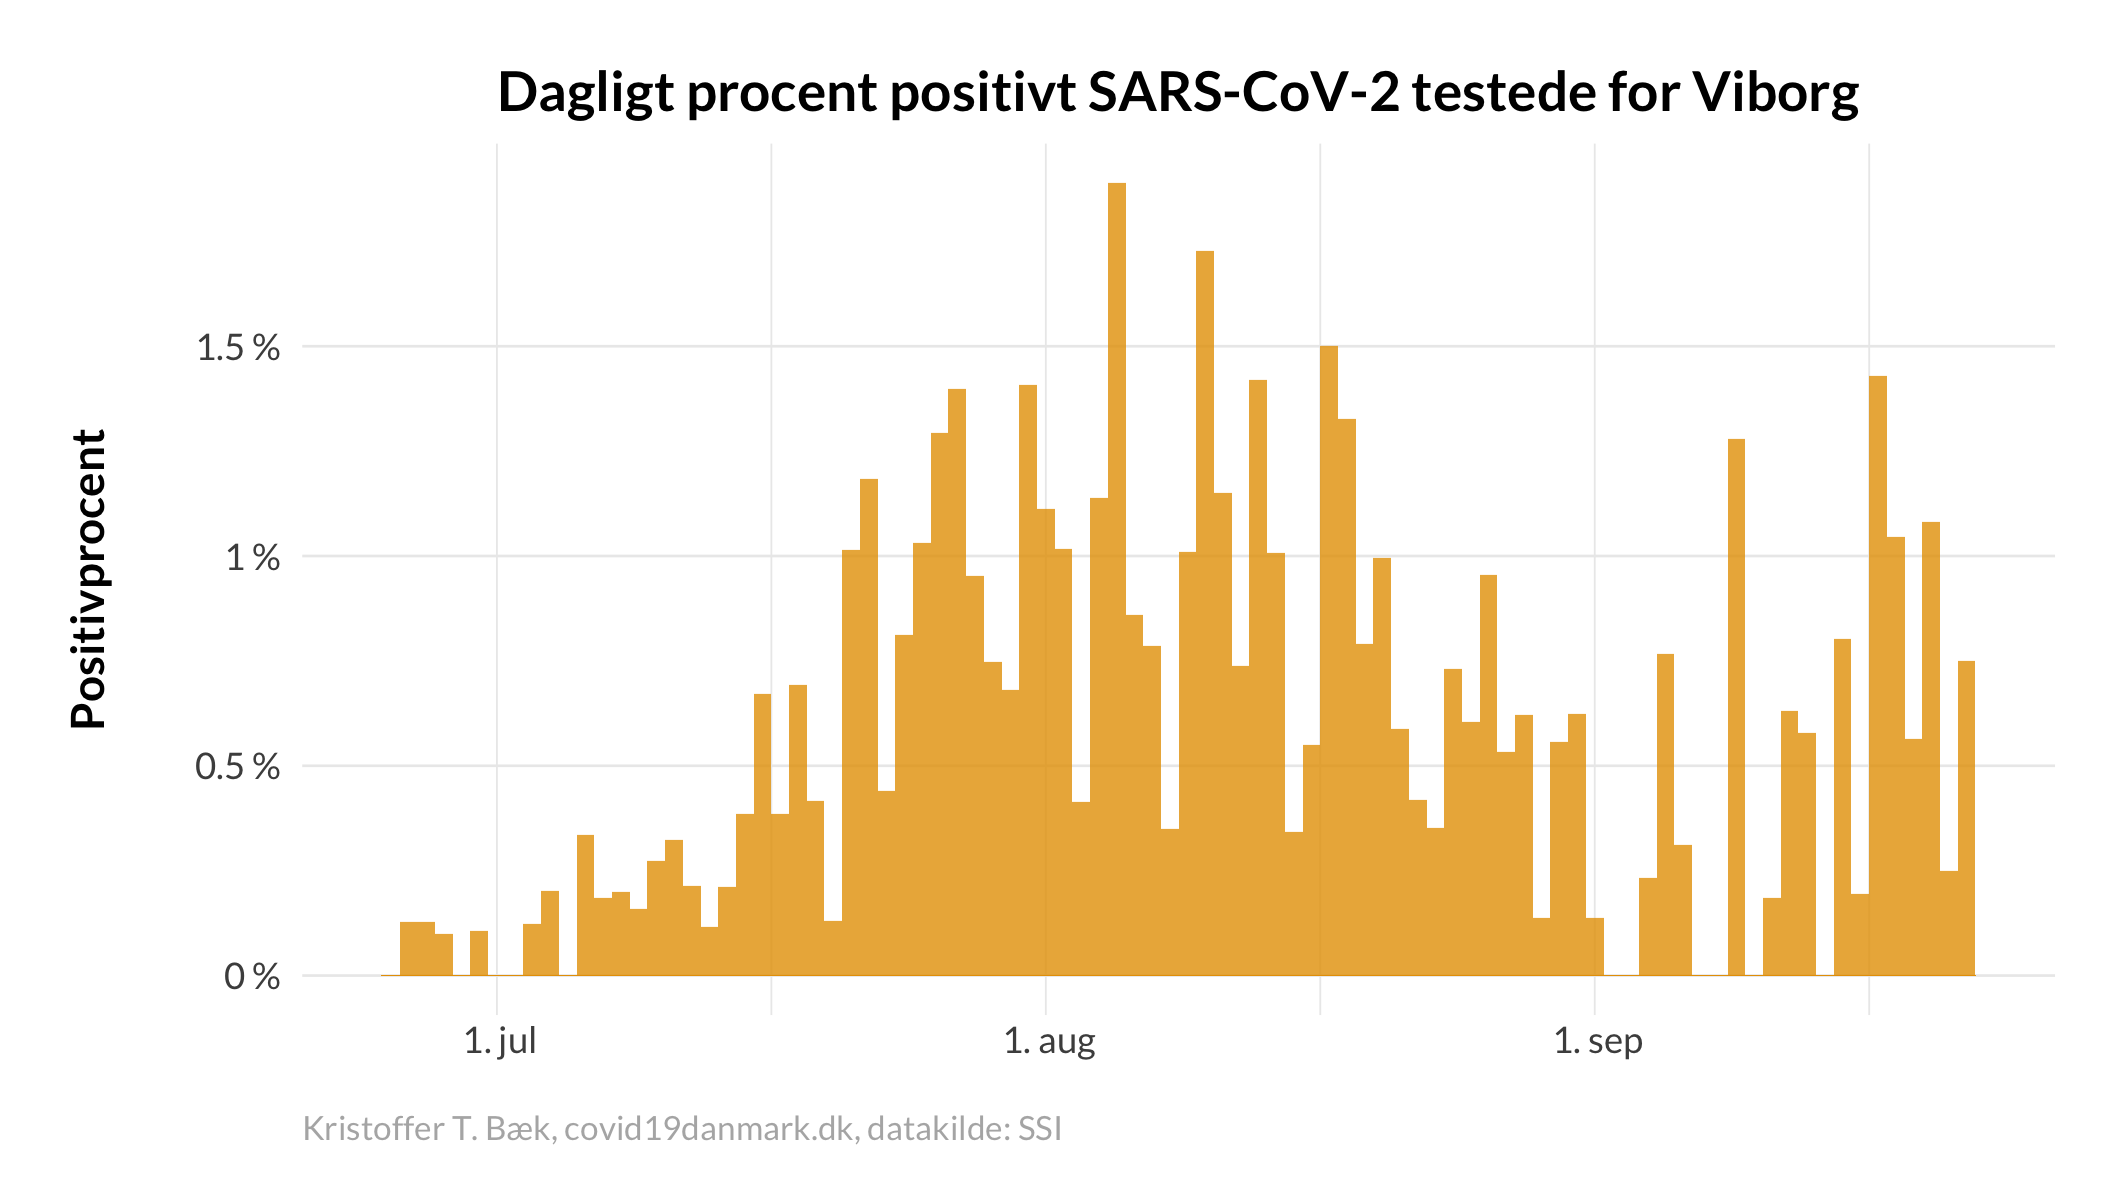 Dagligt procent positivt SARS-CoV-2 testede for Viborg
Positivprocent
1.5 %
1 %
0.5 %
0 %
1. jul
1. aug
1. sep
Kristoffer T. Bæk, covid19danmark.dk, datakilde: SSI